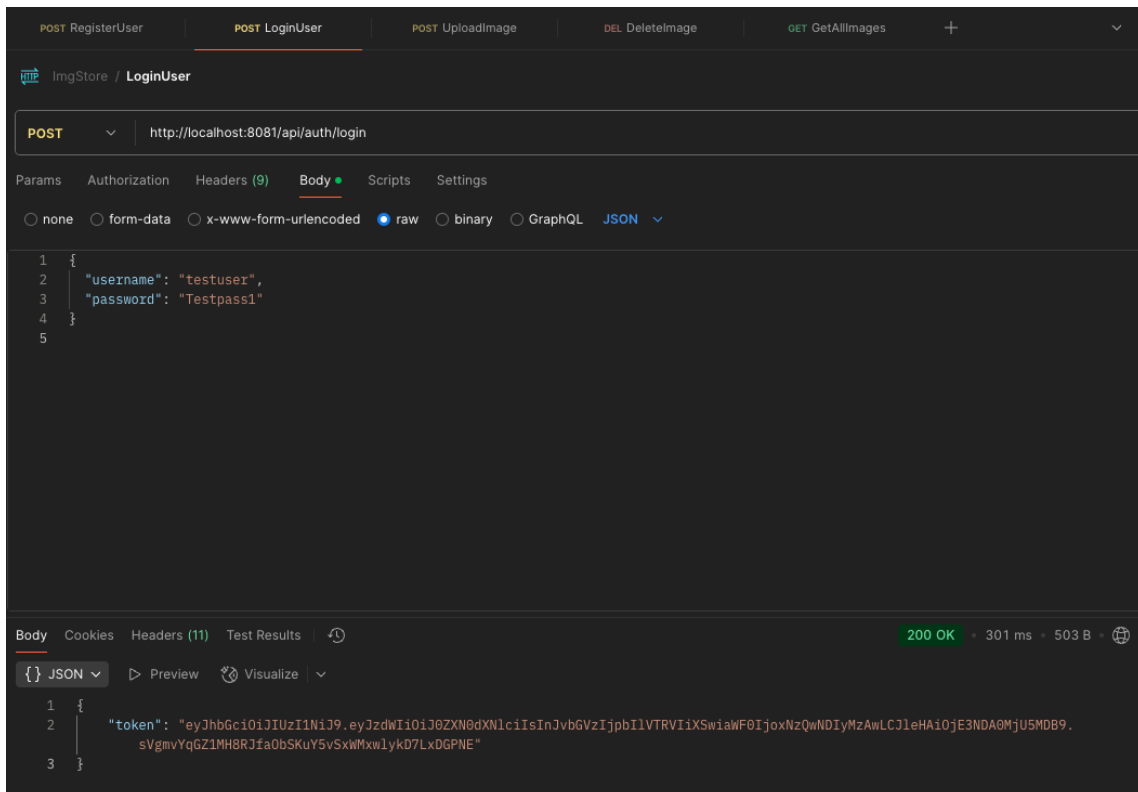 POST RegisterUser POST LoginUser POST UploadImage DEL DeleteImage GET GetAllImages
HTTP ImgStore / LoginUser
POST http://localhost:8081/api/auth/login
Params Authorization Headers (9) Body Scripts Settings
none form-data x-www-form-urlencoded raw binary GraphQL JSON
1 {
2 "username": "testuser",
3 "password": "Testpass1"
4 }
5
Body Cookies Headers (11) Test Results 200 OK • 301 ms • 503 B
{} JSON Preview Visualize
1 {
2 "token": "eyJhbGciOiJIUzI1NiJ9.eyJzdWIiOiJ0ZXN0dXNlciIsInJvbGVzIjpbIlVTRVIiXSwiaWF0IjoxNzQwNDIyMzAwLCJleHAiOjE3NDA0MjU5MDB9.
sVgmvYqGZ1MH8RJfaObSKuY5vSxWMxwlykD7LxDGPNE"
3 }